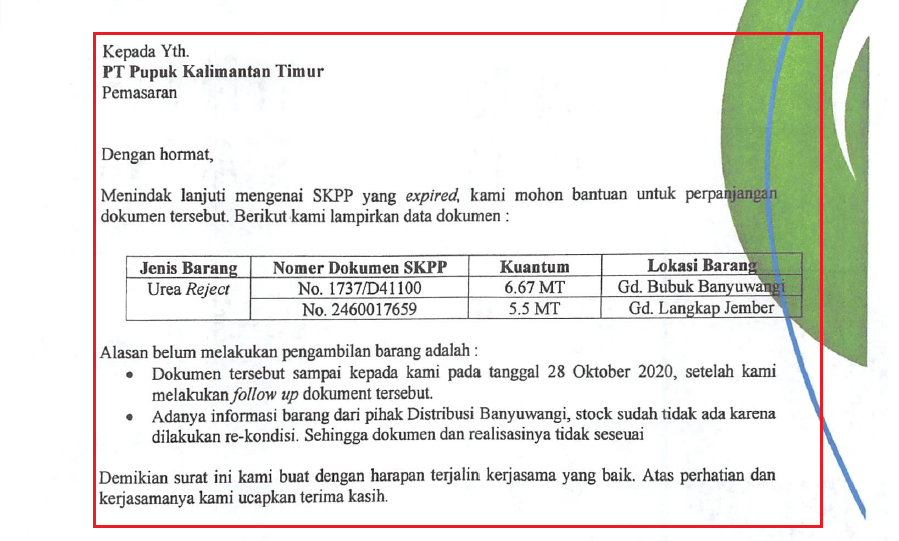 Kepada Yth.
PT Pupuk Kalimantan Timur
Pemasaran
Dengan hormat,
Menindak lanjuti mengenai SKPP yang expired, kami mohon bantuan untuk perpanjangan
dokumen tersebut. Berikut kami lampirkan data dokumen :
Jenis Barang Nomer Dokumen SKPP Kuantum Lokasi Barang
Urea Reject No. 1737/D41100 6.67 MT Gd. Bubuk Banyuwangi
No. 2460017659 5.5 MT Gd. Langkap Jember
Alasan belum melakukan pengambilan barang adalah :
• Dokumen tersebut sampai kepada kami pada tanggal 28 Oktober 2020, setelah kami
melakukan follow up dokument tersebut.
• Adanya informasi barang dari pihak Distribusi Banyuwangi, stock sudah tidak ada karena
dilakukan re-kondisi. Sehingga dokumen dan realisasinya tidak seseuai
Demikian surat ini kami buat dengan harapan terjalin kerjasama yang baik. Atas perhatian dan
kerjasamanya kami ucapkan terima kasih.